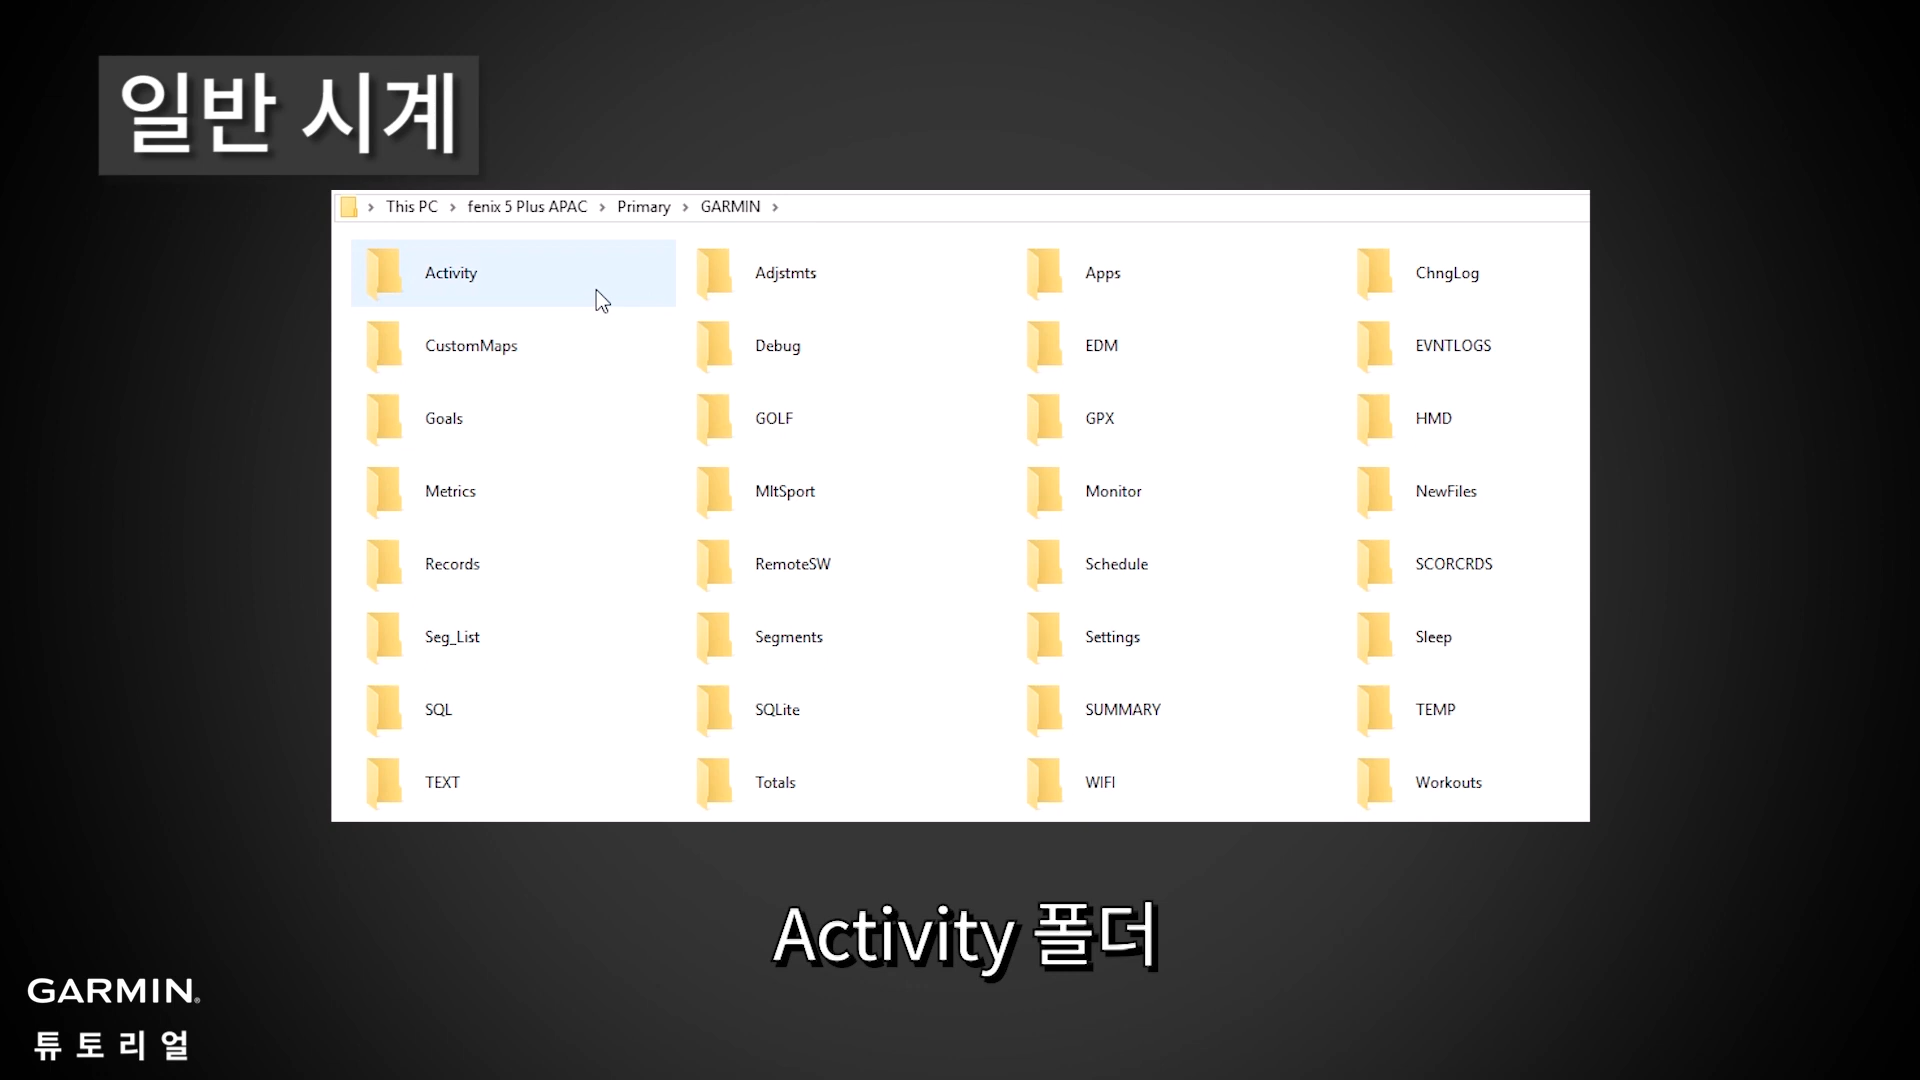 일반 시계
This PC > fenix 5 Plus APAC > Primary > GARMIN >
Activity Adjstmts Apps ChngLog
CustomMaps Debug EDM EVNTLOGS
Goals GOLF GPX HMD
Metrics MltSport Monitor NewFiles
Records RemoteSW Schedule SCORCRDS
Seg_List Segments Settings Sleep
SQL SQLite SUMMARY TEMP
TEXT Totals WIFI Workouts
Activity 폴더
GARMIN®
튜토리얼